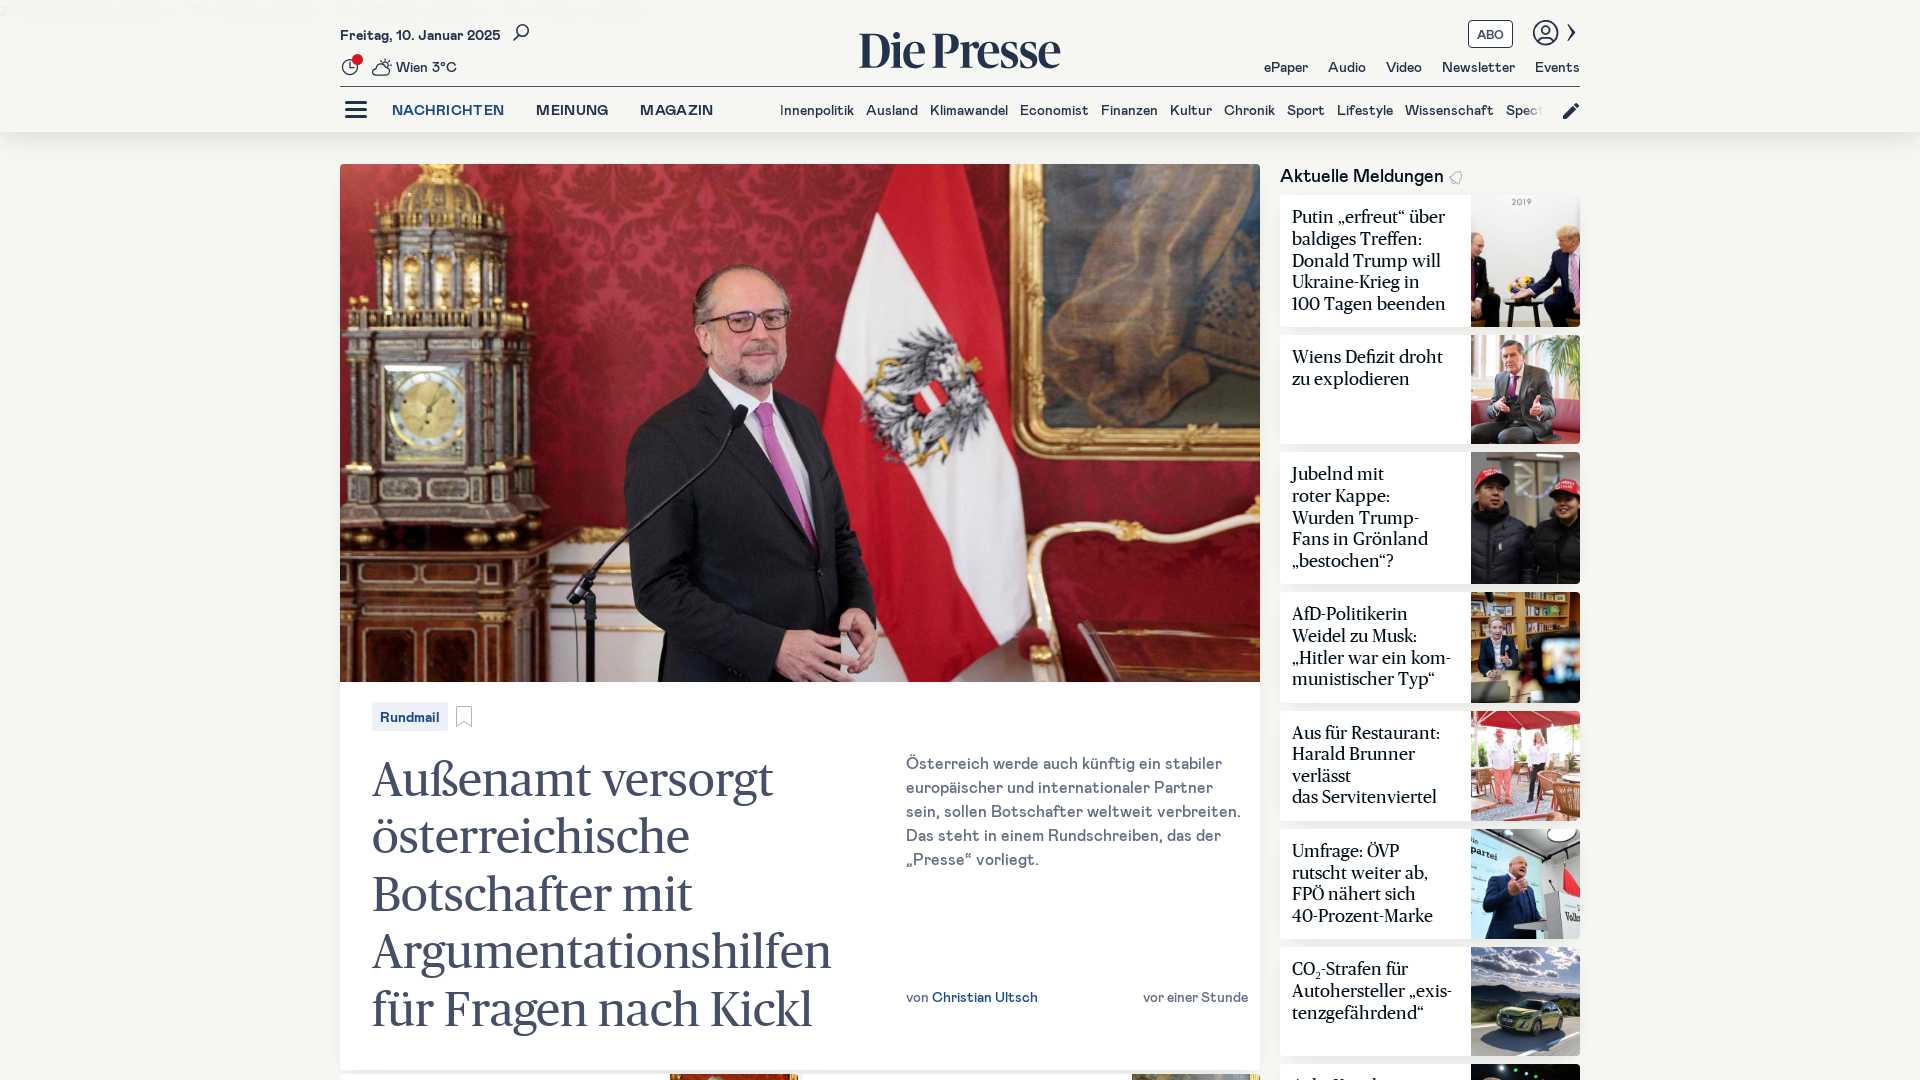 Freitag, 10. Januar 2025
Wien 3°C
Die Presse
ABO
ePaper Audio Video Newsletter Events
NACHRICHTEN MEINUNG MAGAZIN
Innenpolitik Ausland Klimawandel Economist Finanzen Kultur Chronik Sport Lifestyle Wissenschaft Spect
Rundmail
Außenamt versorgt
österreichische
Botschafter mit
Argumentationshilfen
für Fragen nach Kickl
Österreich werde auch künftig ein stabiler
europäischer und internationaler Partner
sein, sollen Botschafter weltweit verbreiten.
Das steht in einem Rundschreiben, das der
„Presse“ vorliegt.
von Christian Ultsch
vor einer Stunde
Aktuelle Meldungen
Putin „erfreut“ über
baldiges Treffen:
Donald Trump will
Ukraine-Krieg in
100 Tagen beenden
2019
Wiens Defizit droht
zu explodieren
Jubelnd mit
roter Kappe:
Wurden Trump-
Fans in Grönland
„bestochen“?
AfD-Politikerin
Weidel zu Musk:
„Hitler war ein kom-
munistischer Typ“
Aus für Restaurant:
Harald Brunner
verlässt
das Servitenviertel
Umfrage: ÖVP
rutscht weiter ab,
FPÖ nähert sich
40-Prozent-Marke
partei
CO₂-Strafen für
Autohersteller „exis-
tenzgefährdend“